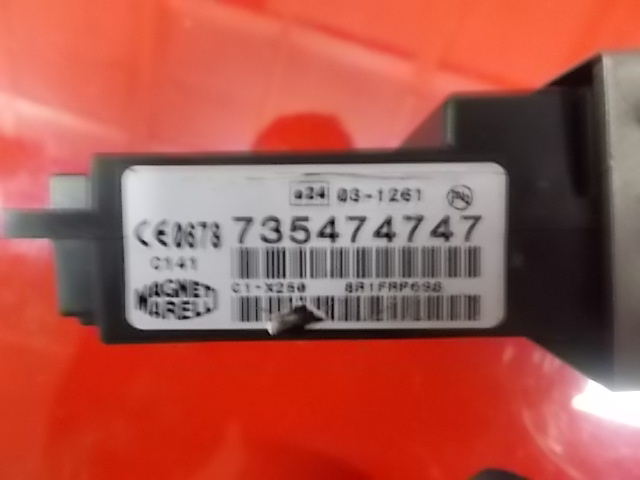 e24 03-1261
CE0678 735474747
C141
C1-X250 8R1FRP698
MAGNETI
MARELLI